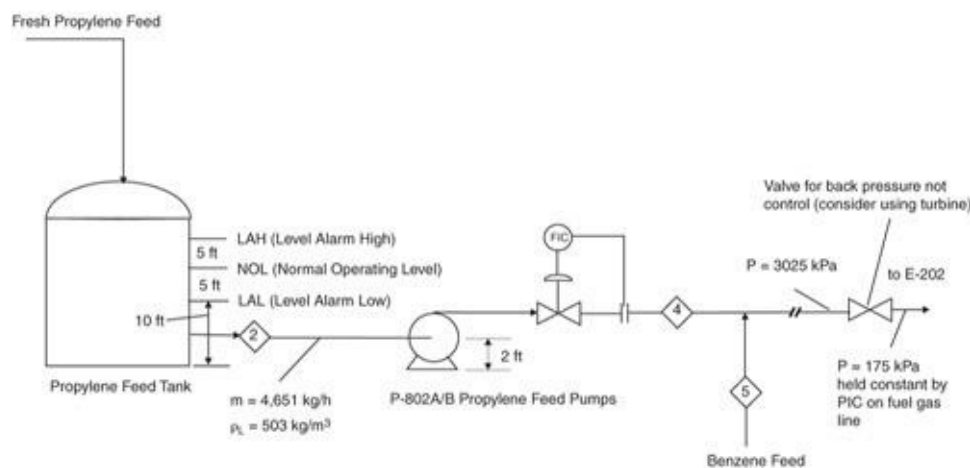 Fresh Propylene Feed
LAH (Level Alarm High)
5 ft
NOL (Normal Operating Level)
5 ft
LAL (Level Alarm Low)
10 ft
2
Propylene Feed Tank
m = 4,651 kg/h
ρL = 503 kg/m³
P-802A/B Propylene Feed Pumps
2 ft
FIC
4
5
Benzene Feed
Valve for back pressure not
control (consider using turbine)
P = 3025 kPa
to E-202
P = 175 kPa
held constant by
PIC on fuel gas
line